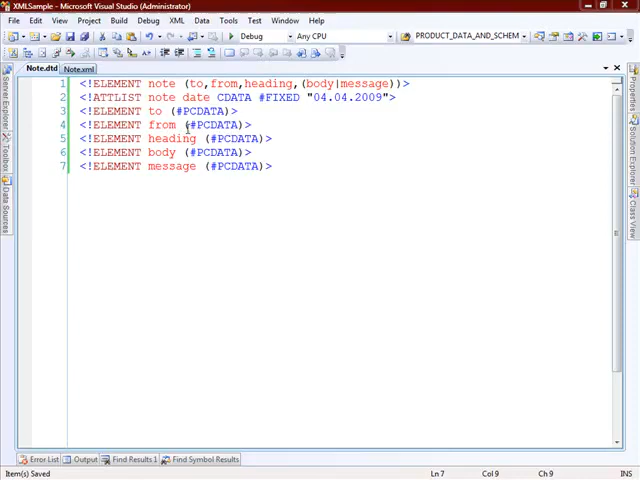 XMLSample - Microsoft Visual Studio (Administrator)
File Edit View Project Build Debug XML Tools Test Window Help
Debug Any CPU PRODUCT_DATA_AND_SCHEM
Note.dtd Note.xml
1 <!ELEMENT note (to,from,heading,(body|message))>
2 <!ATTLIST note date CDATA #FIXED "04.04.2009">
3 <!ELEMENT to (#PCDATA)>
4 <!ELEMENT from (#PCDATA)>
5 <!ELEMENT heading (#PCDATA)>
6 <!ELEMENT body (#PCDATA)>
7 <!ELEMENT message (#PCDATA)>
Server Explorer
Toolbox
Data Sources
Properties
Solution Explorer
Class View
Error List Output Find Results 1 Find Symbol Results
Item(s) Saved Ln 7 Col 9 Ch 9 INS